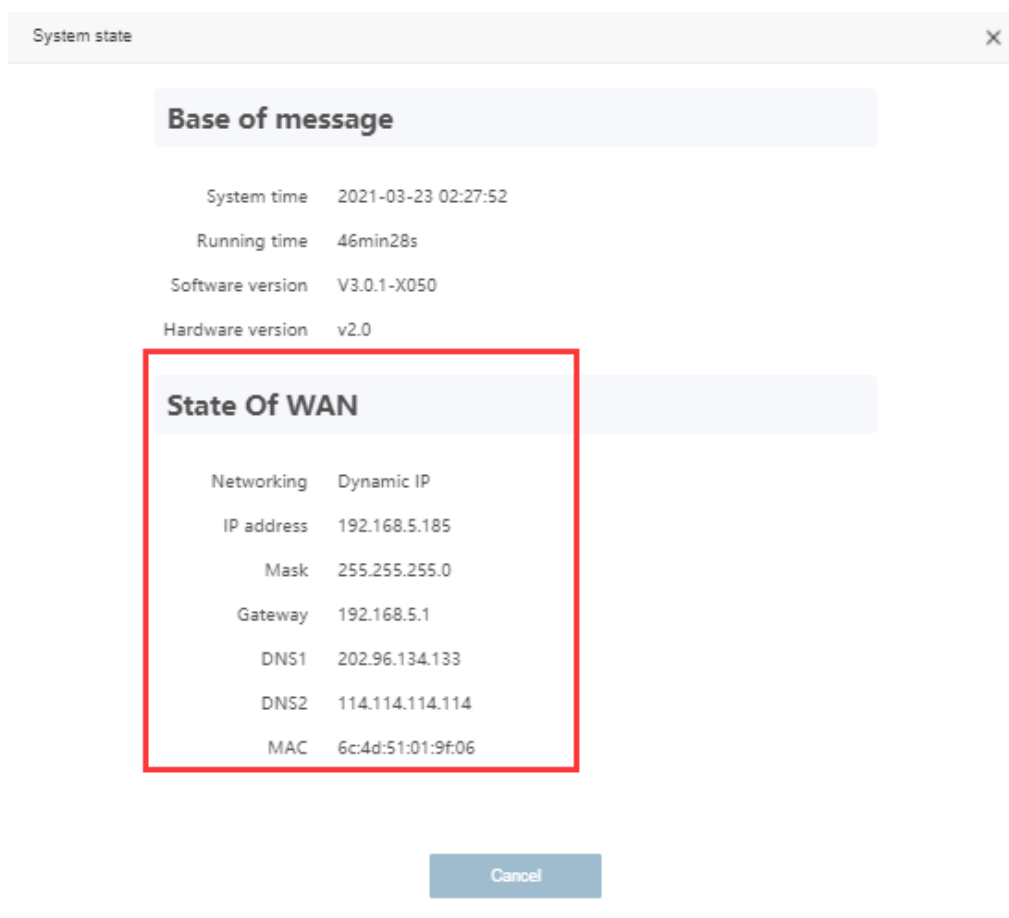 System state
Base of message
System time 2021-03-23 02:27:52
Running time 46min28s
Software version V3.0.1-X050
Hardware version v2.0
State Of WAN
Networking Dynamic IP
IP address 192.168.5.185
Mask 255.255.255.0
Gateway 192.168.5.1
DNS1 202.96.134.133
DNS2 114.114.114.114
MAC 6c:4d:51:01:9f:06
Cancel